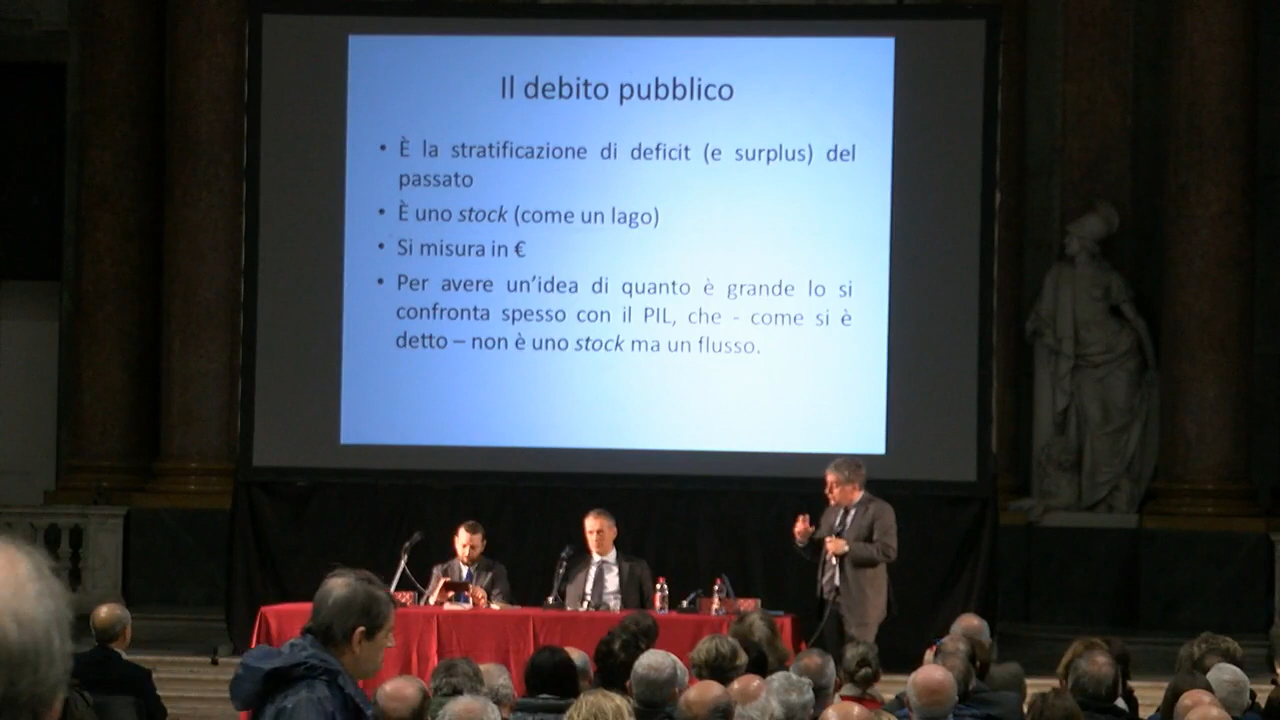 Il debito pubblico
• È la stratificazione di deficit (e surplus) del
passato
• È uno stock (come un lago)
• Si misura in €
• Per avere un’idea di quanto è grande lo si
confronta spesso con il PIL, che - come si è
detto – non è uno stock ma un flusso.